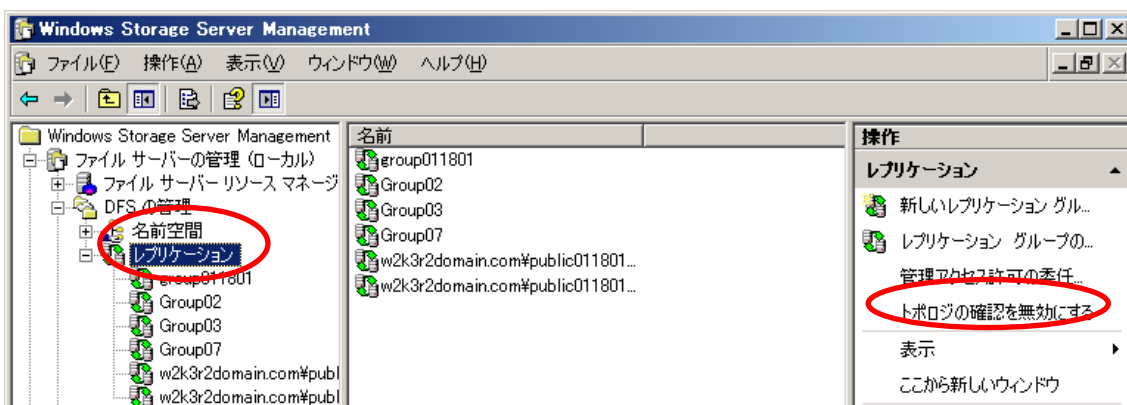 Windows Storage Server Management
ファイル(F) 操作(A) 表示(V) ウィンドウ(W) ヘルプ(H)
Windows Storage Server Management
ファイル サーバーの管理 (ローカル)
ファイル サーバー リソース マネージ
DFS の管理
名前空間
レプリケーション
group011801
Group02
Group03
Group07
w2k3r2domain.com¥publ
w2k3r2domain.com¥publ
名前
group011801
Group02
Group03
Group07
w2k3r2domain.com¥public011801...
w2k3r2domain.com¥public011801...
操作
レプリケーション
新しいレプリケーション グル...
レプリケーション グループの...
管理アクセス許可の委任...
トポロジの確認を無効にする
表示
ここから新しいウィンドウ